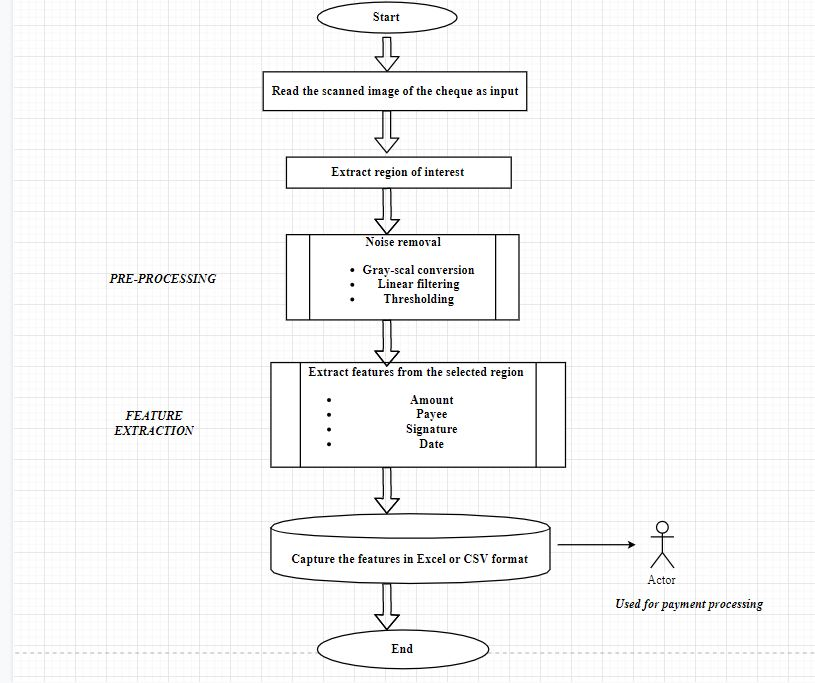 Start
Read the scanned image of the cheque as input
Extract region of interest
Noise removal
• Gray-scal conversion
• Linear filtering
• Thresholding
PRE-PROCESSING
Extract features from the selected region
• Amount
• Payee
• Signature
• Date
FEATURE
EXTRACTION
Capture the features in Excel or CSV format
Actor
Used for payment processing
End